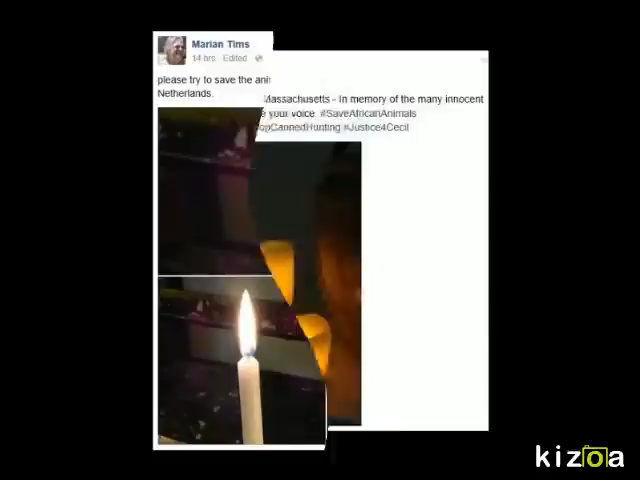 Marian Tims
14 hrs · Edited ·
please try to save the
Netherlands.
Massachusetts - In memory of the many innocent
your voice #SaveAfricanAnimals
#Justice4Cecil
kizoa